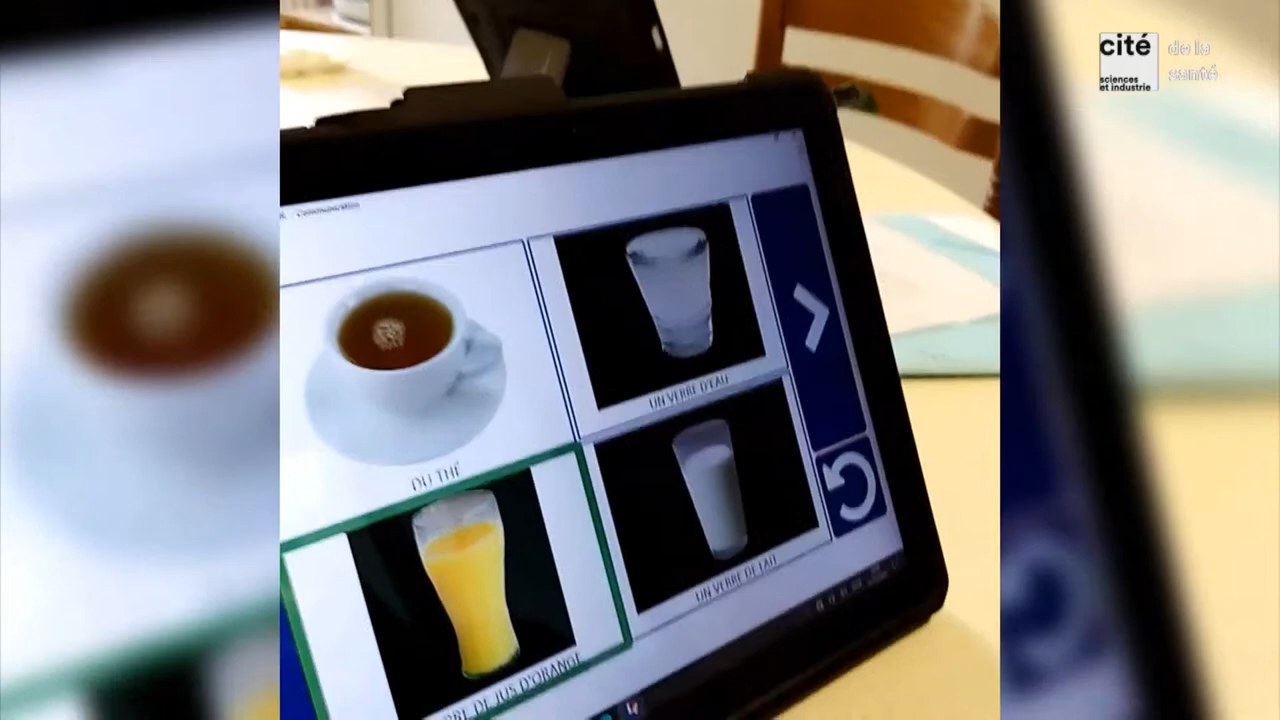 cité
sciences
et industrie
de la
santé
Communication
UN VERRE D'EAU
DU THÉ
UN VERRE DE LAIT
DE JUS D'ORANGE